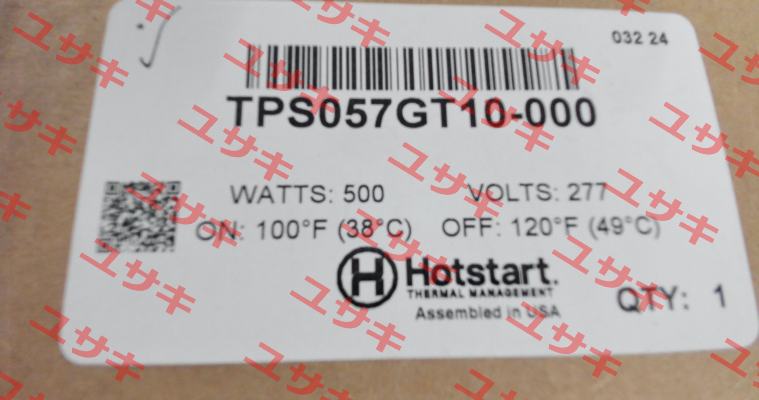 032 24
TPS057GT10-000
WATTS: 500 VOLTS: 277
ON: 100°F (38°C) OFF: 120°F (49°C)
H Hotstart.
THERMAL MANAGEMENT
Assembled in USA
QTY: 1
ユサキ